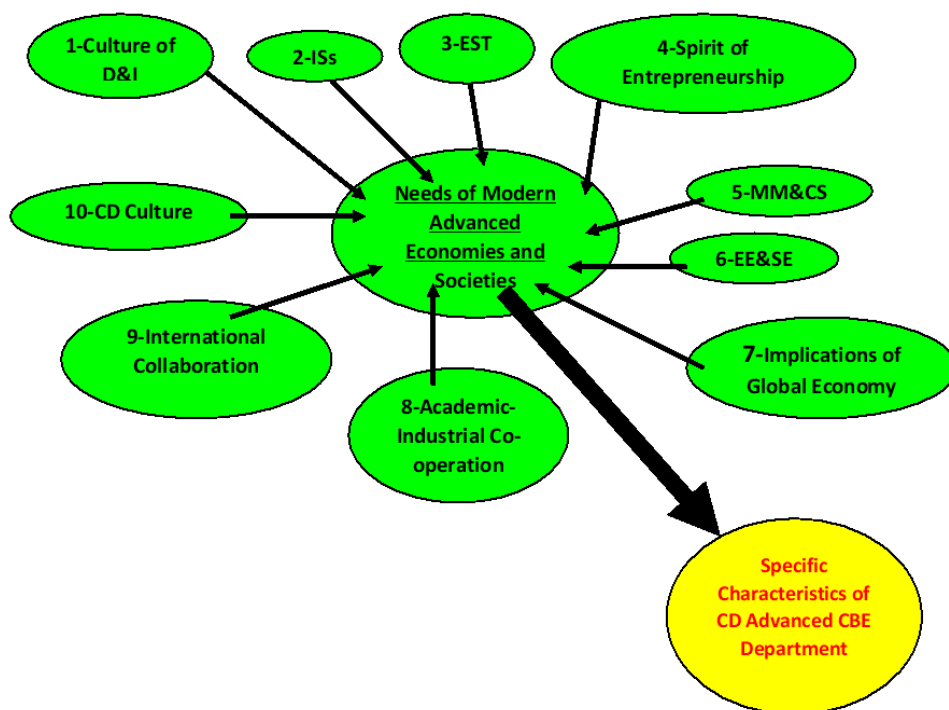 1-Culture of
D&I
2-ISs
3-EST
4-Spirit of
Entrepreneurship
10-CD Culture
Needs of Modern
Advanced
Economies and
Societies
5-MM&CS
6-EE&SE
9-International
Collaboration
7-Implications of
Global Economy
8-Academic-
Industrial Co-
operation
Specific
Characteristics of
CD Advanced CBE
Department